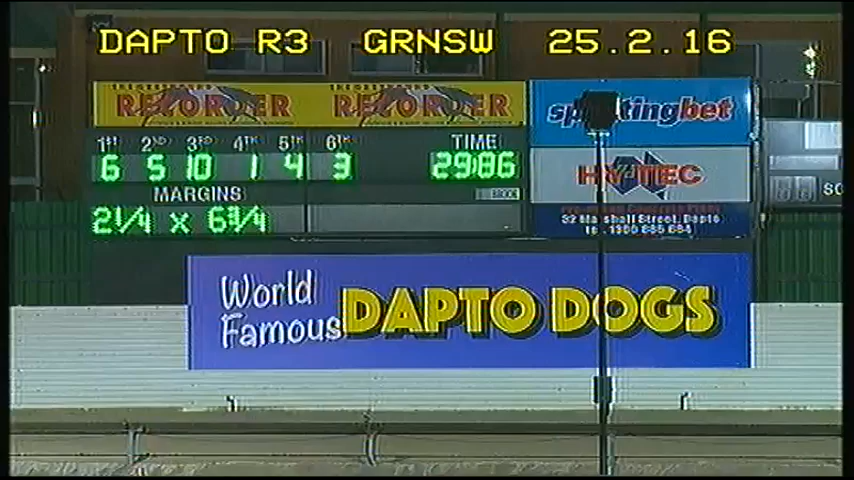 DAPTO R3 GRNSW 25.2.16
RECORDER RECORDER
sportingbet
1ST 2ND 3RD 4TH 5TH 6TH TIME
6 5 10 1 4 3 29:86
HY-TEC
MARGINS
2 1/4 x 6 3/4
32 Marshall Street, Dapto
World Famous DAPTO DOGS